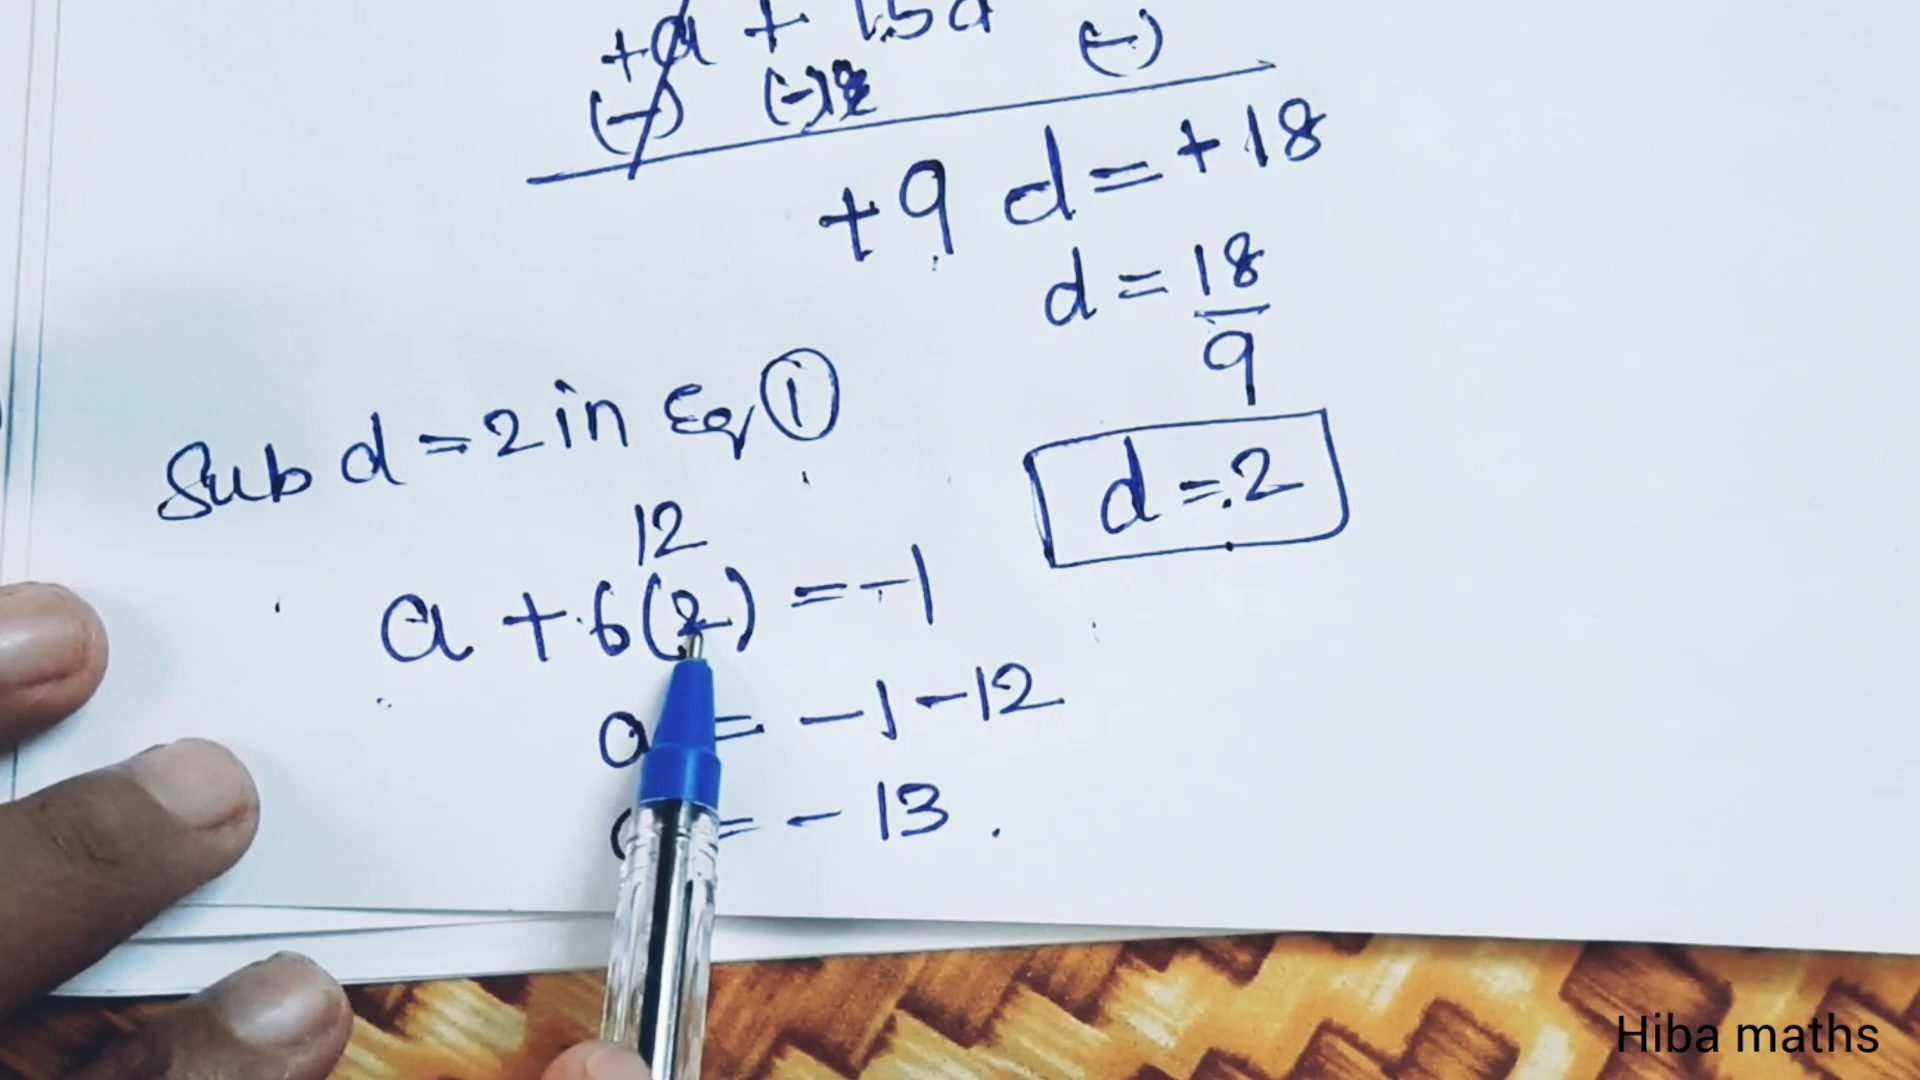 +a + 15d
(-) (-) (-)
+9 d = +18
d = 18/9
Sub d = 2 in Eq ①
d = 2
12
a + 6(2) = -1
a = -1 - 12
= - 13
Hiba maths